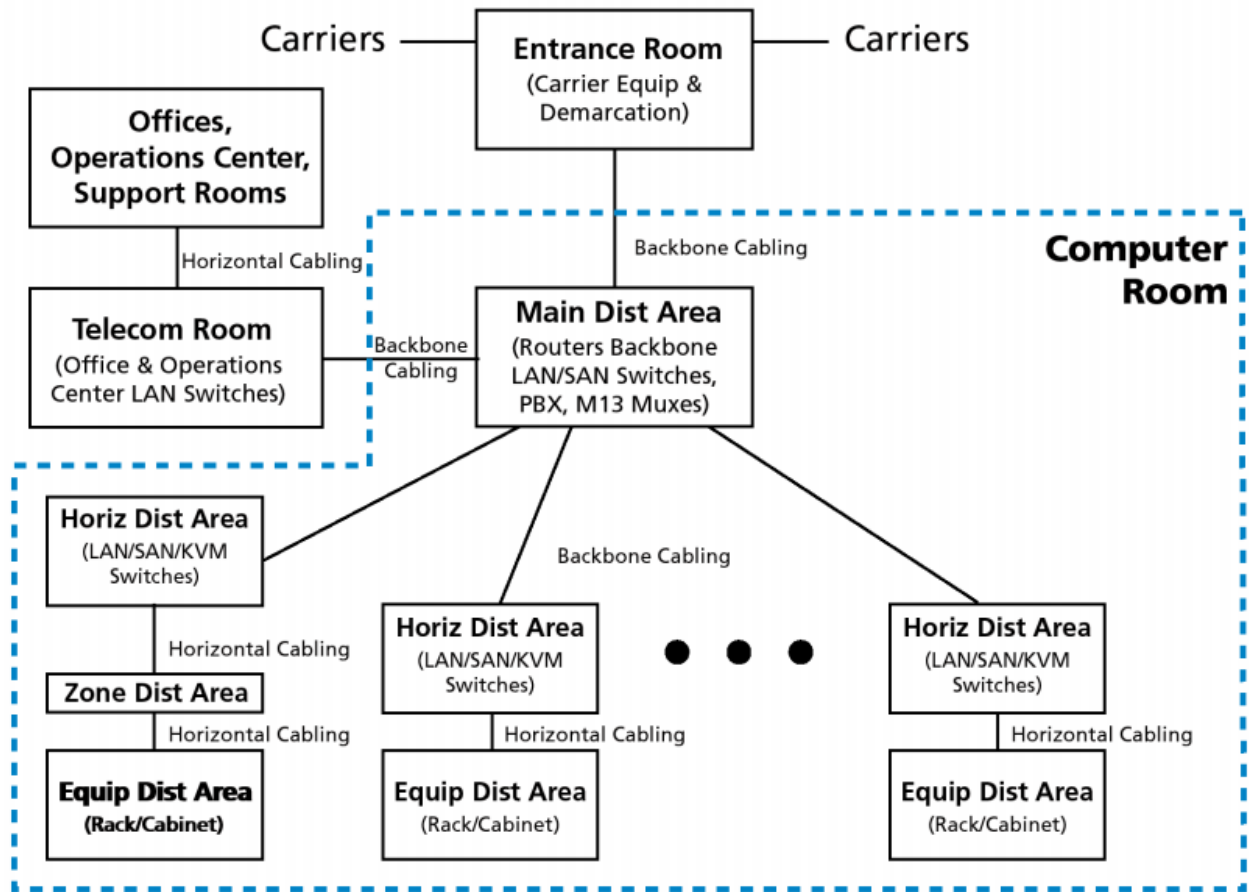 Carriers
Entrance Room
(Carrier Equip &
Demarcation)
Carriers
Offices,
Operations Center,
Support Rooms
Horizontal Cabling
Backbone Cabling
Computer
Room
Telecom Room
(Office & Operations
Center LAN Switches)
Backbone
Cabling
Main Dist Area
(Routers Backbone
LAN/SAN Switches,
PBX, M13 Muxes)
Horiz Dist Area
(LAN/SAN/KVM
Switches)
Backbone Cabling
Horiz Dist Area
(LAN/SAN/KVM
Switches)
Horiz Dist Area
(LAN/SAN/KVM
Switches)
Horizontal Cabling
Zone Dist Area
Horizontal Cabling
Horizontal Cabling
Horizontal Cabling
Equip Dist Area
(Rack/Cabinet)
Equip Dist Area
(Rack/Cabinet)
Equip Dist Area
(Rack/Cabinet)